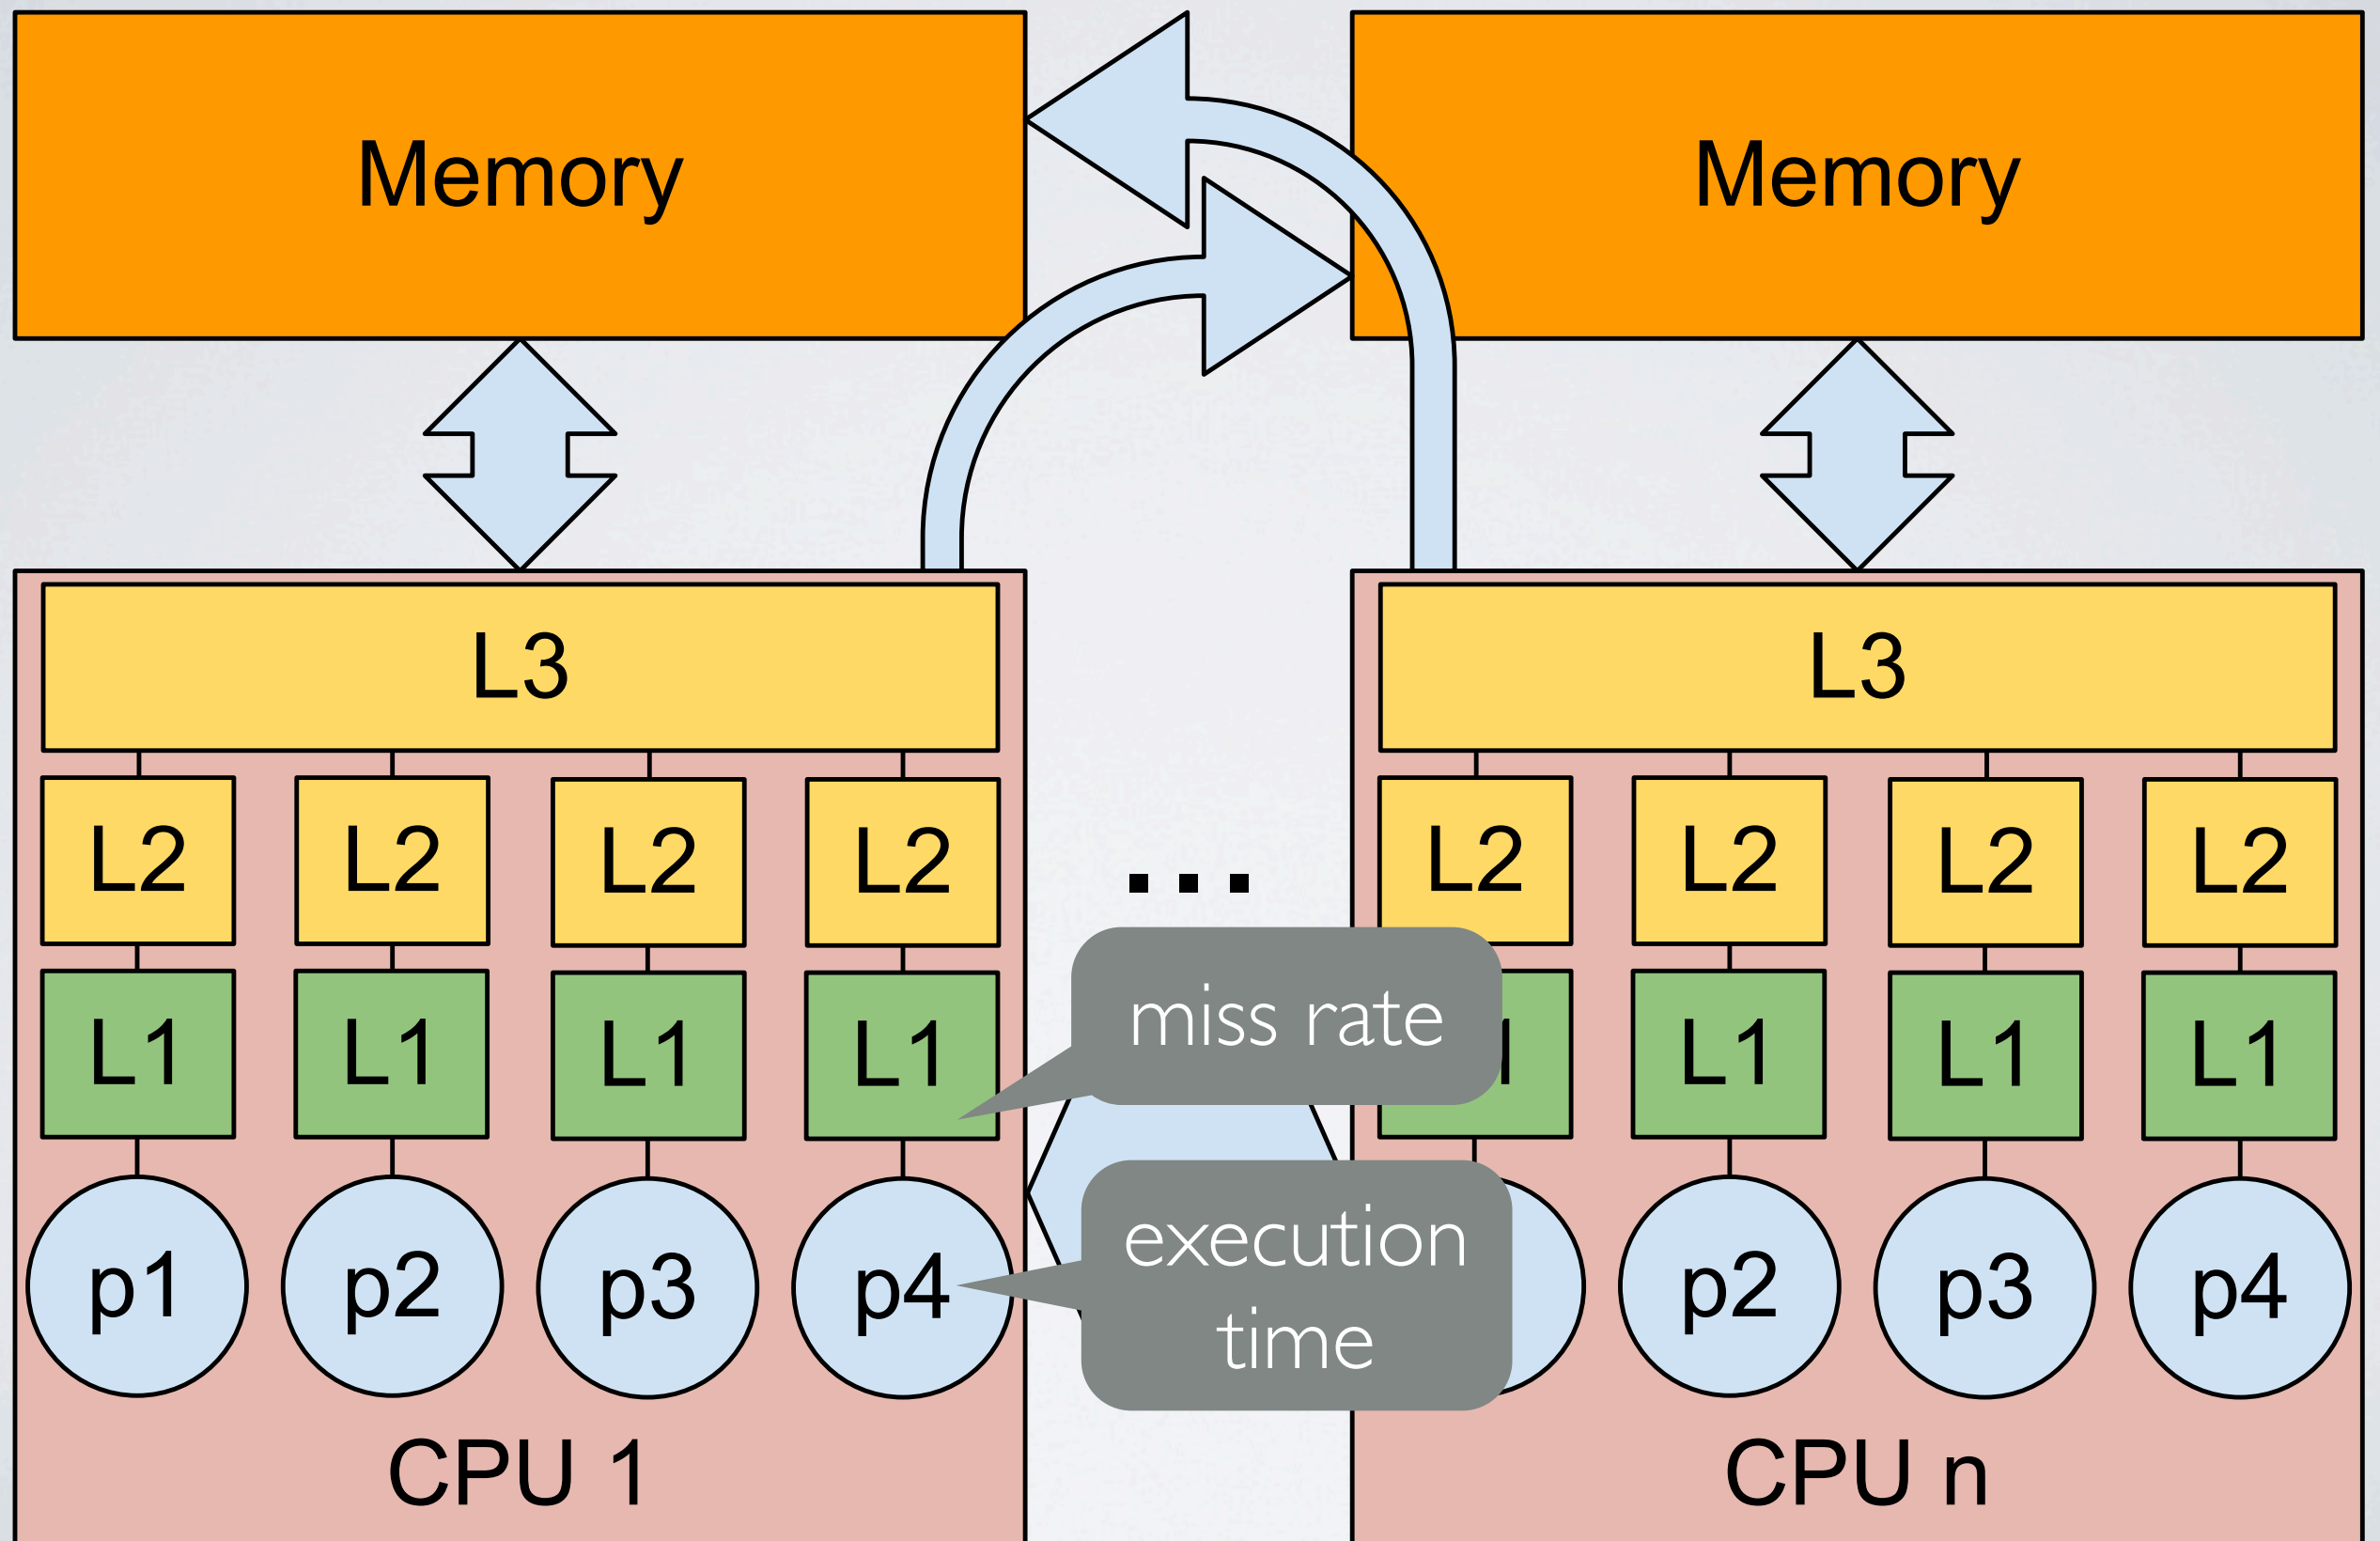 Memory
Memory
L3
L3
L2 L2 L2 L2
...
L2 L2 L2 L2
L1 L1 L1 L1
miss rate
L1 L1 L1
p1 p2 p3 p4
execution
time
p2 p3 p4
CPU 1
CPU n